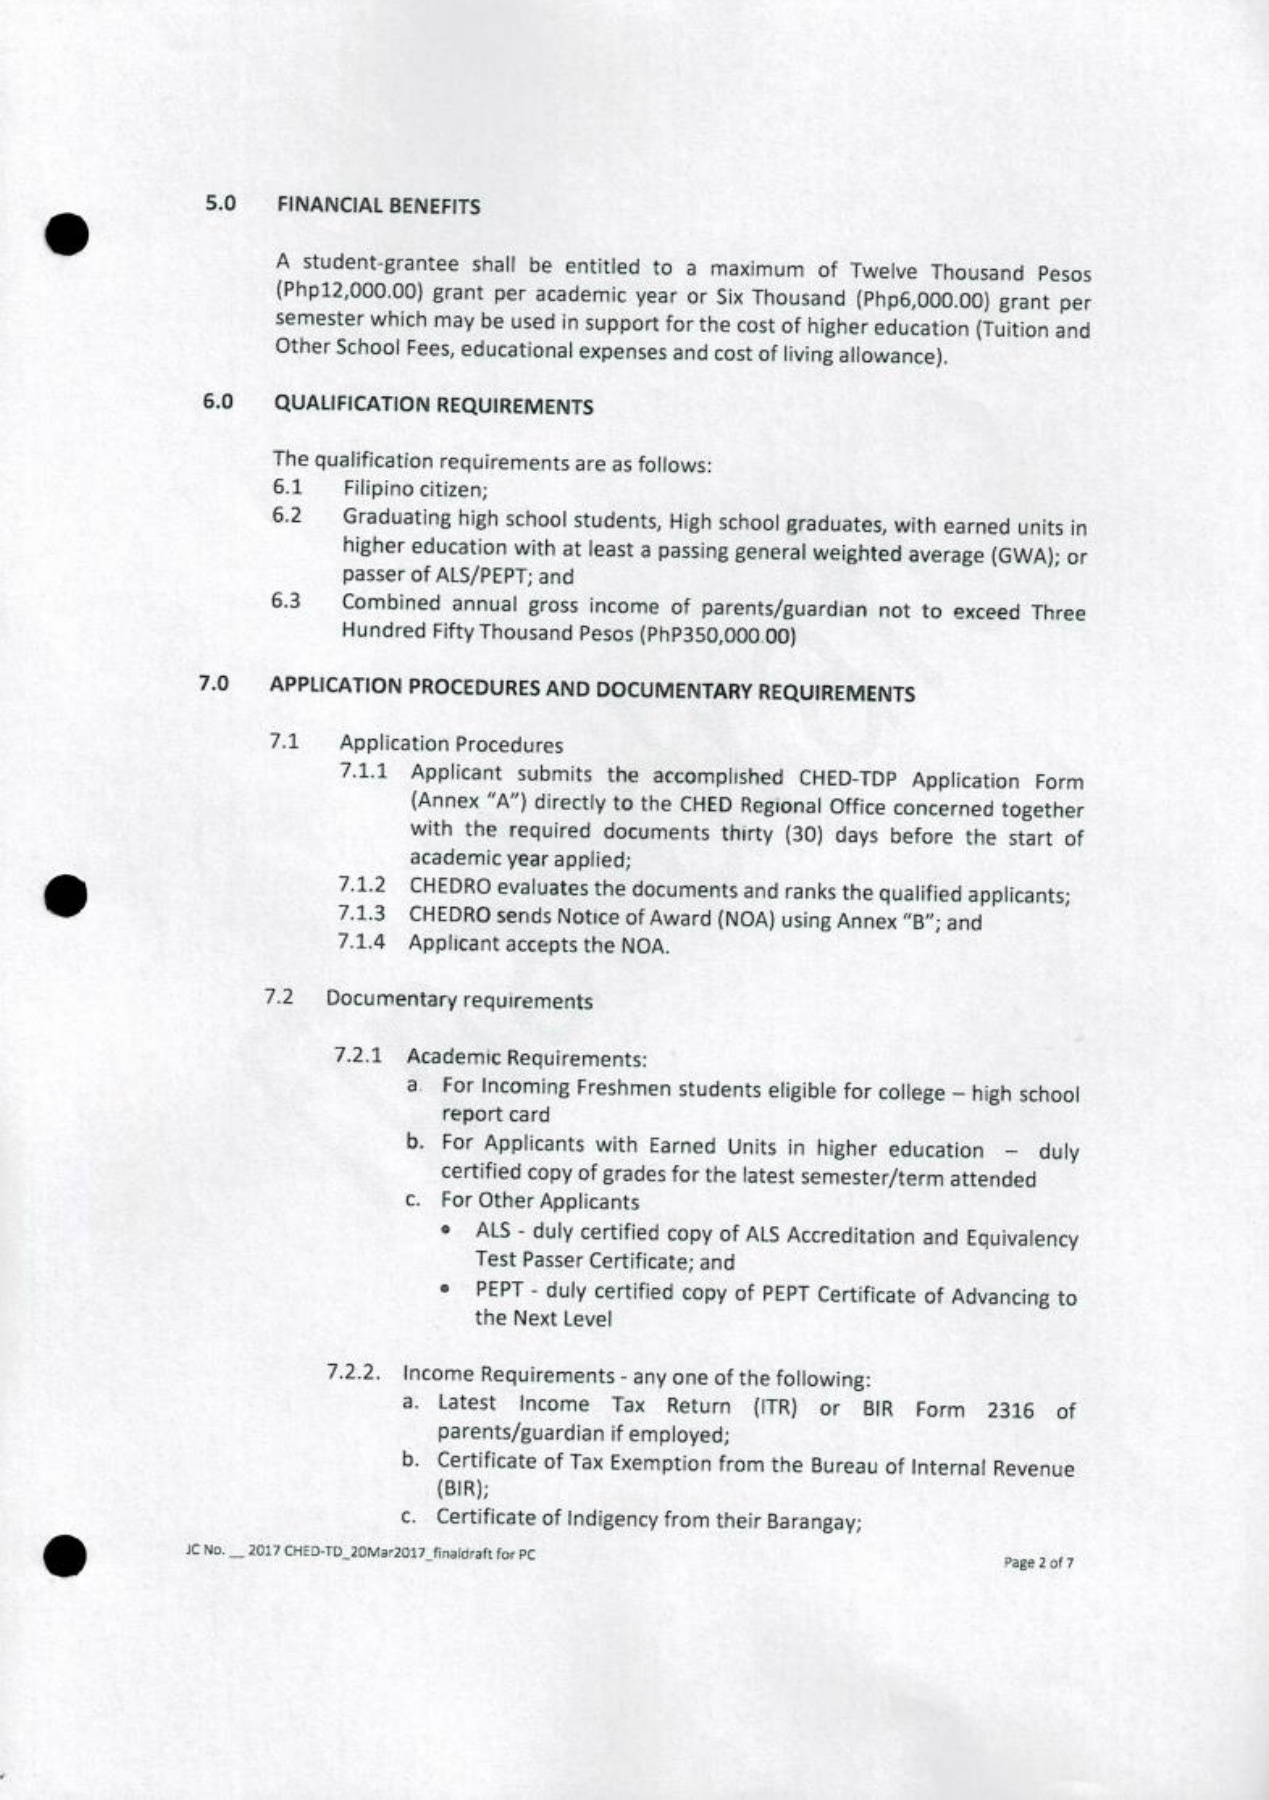 5.0 FINANCIAL BENEFITS
A student-grantee shall be entitled to a maximum of Twelve Thousand Pesos
(Php12,000.00) grant per academic year or Six Thousand (Php6,000.00) grant per
semester which may be used in support for the cost of higher education (Tuition and
Other School Fees, educational expenses and cost of living allowance).
6.0 QUALIFICATION REQUIREMENTS
The qualification requirements are as follows:
6.1 Filipino citizen;
6.2 Graduating high school students, High school graduates, with earned units in
higher education with at least a passing general weighted average (GWA); or
passer of ALS/PEPT; and
6.3 Combined annual gross income of parents/guardian not to exceed Three
Hundred Fifty Thousand Pesos (PhP350,000.00)
7.0 APPLICATION PROCEDURES AND DOCUMENTARY REQUIREMENTS
7.1 Application Procedures
7.1.1 Applicant submits the accomplished CHED-TDP Application Form
(Annex “A”) directly to the CHED Regional Office concerned together
with the required documents thirty (30) days before the start of
academic year applied;
7.1.2 CHEDRO evaluates the documents and ranks the qualified applicants;
7.1.3 CHEDRO sends Notice of Award (NOA) using Annex “B”; and
7.1.4 Applicant accepts the NOA.
7.2 Documentary requirements
7.2.1 Academic Requirements:
a. For Incoming Freshmen students eligible for college – high school
report card
b. For Applicants with Earned Units in higher education – duly
certified copy of grades for the latest semester/term attended
c. For Other Applicants
• ALS - duly certified copy of ALS Accreditation and Equivalency
Test Passer Certificate; and
• PEPT - duly certified copy of PEPT Certificate of Advancing to
the Next Level
7.2.2. Income Requirements - any one of the following:
a. Latest Income Tax Return (ITR) or BIR Form 2316 of
parents/guardian if employed;
b. Certificate of Tax Exemption from the Bureau of Internal Revenue
(BIR);
c. Certificate of Indigency from their Barangay;
JC No. __ 2017 CHED-TD_20Mar2017_finaldraft for PC
Page 2 of 7